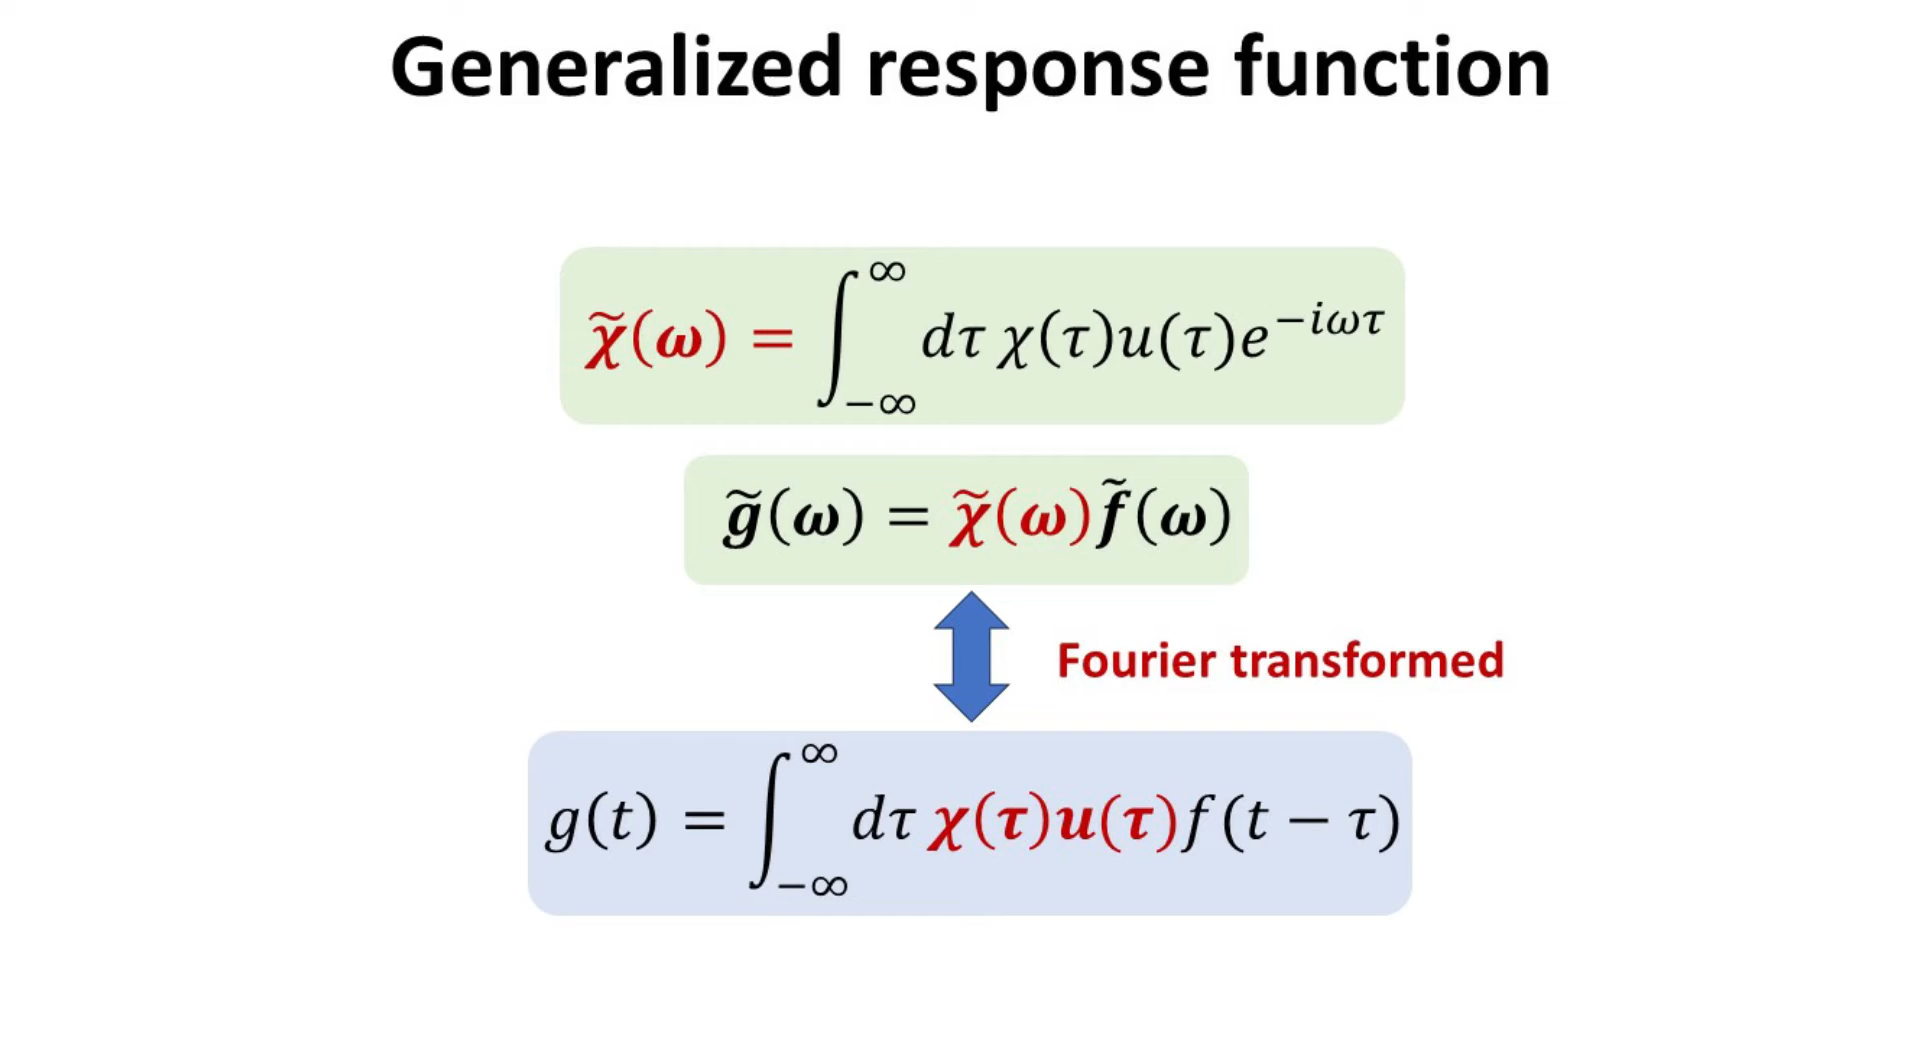 Generalized response function
χ̃(ω) = ∫_{−∞}^{∞} dτ χ(τ)u(τ)e^{−iωτ}
g̃(ω) = χ̃(ω)f̃(ω)
Fourier transformed
g(t) = ∫_{−∞}^{∞} dτ χ(τ)u(τ)f(t − τ)